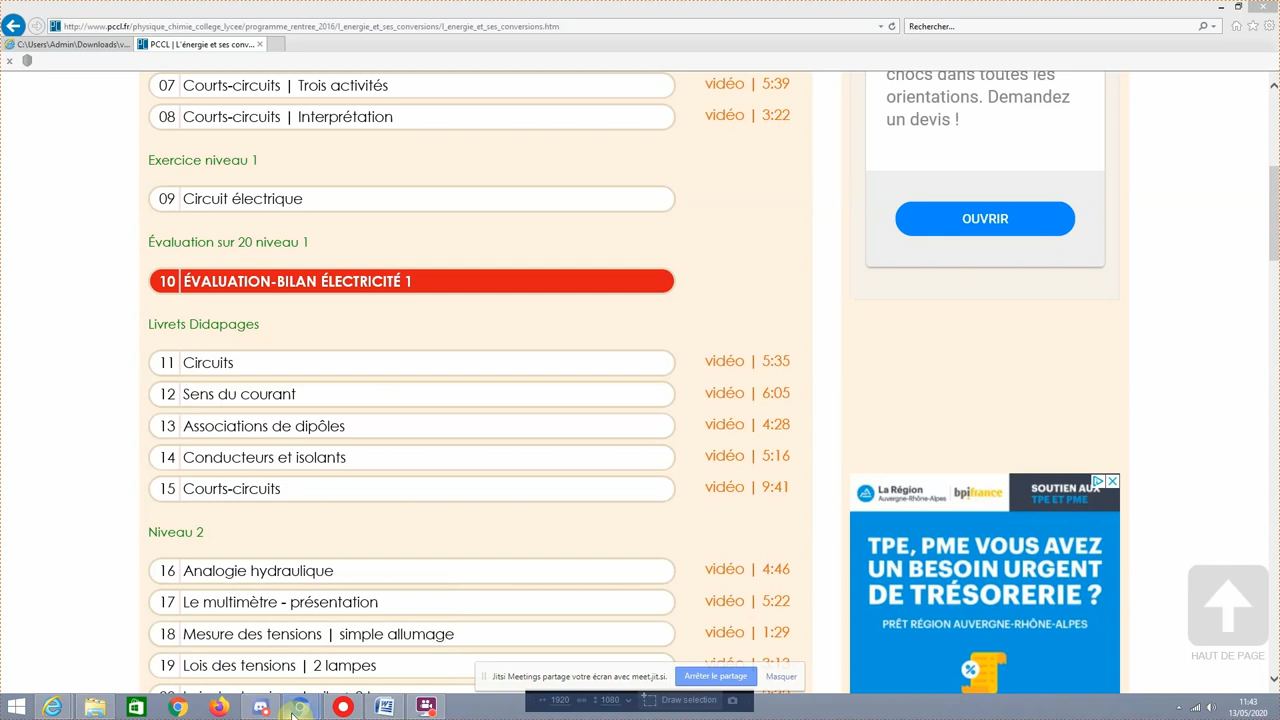 http://www.pccl.fr/physique_chimie_college_lycee/programme_rentree_2016/l_energie_et_ses_conversions/l_energie_et_ses_conversions.htm
Rechercher...
C:\Users\Admin\Downloads\v...
PCCL | L'énergie et ses conv...
07 Courts-circuits | Trois activités
vidéo | 5:39
08 Courts-circuits | Interprétation
vidéo | 3:22
Exercice niveau 1
09 Circuit électrique
Évaluation sur 20 niveau 1
10 ÉVALUATION-BILAN ÉLECTRICITÉ 1
Livrets Didapages
11 Circuits
vidéo | 5:35
12 Sens du courant
vidéo | 6:05
13 Associations de dipôles
vidéo | 4:28
14 Conducteurs et isolants
vidéo | 5:16
15 Courts-circuits
vidéo | 9:41
Niveau 2
16 Analogie hydraulique
vidéo | 4:46
17 Le multimètre - présentation
vidéo | 5:22
18 Mesure des tensions | simple allumage
vidéo | 1:29
19 Lois des tensions | 2 lampes
chocs dans toutes les
orientations. Demandez
un devis !
OUVRIR
La Région
Auvergne-Rhône-Alpes
bpifrance
SOUTIEN AUX
TPE ET PME
TPE, PME VOUS AVEZ
UN BESOIN URGENT
DE TRÉSORERIE ?
PRÊT RÉGION AUVERGNE-RHÔNE-ALPES
HAUT DE PAGE
Jitsi Meetings partage votre écran avec meet.jit.si.
Arrêter le partage
Masquer
1920
1080
Draw selection
11:43
13/05/2020